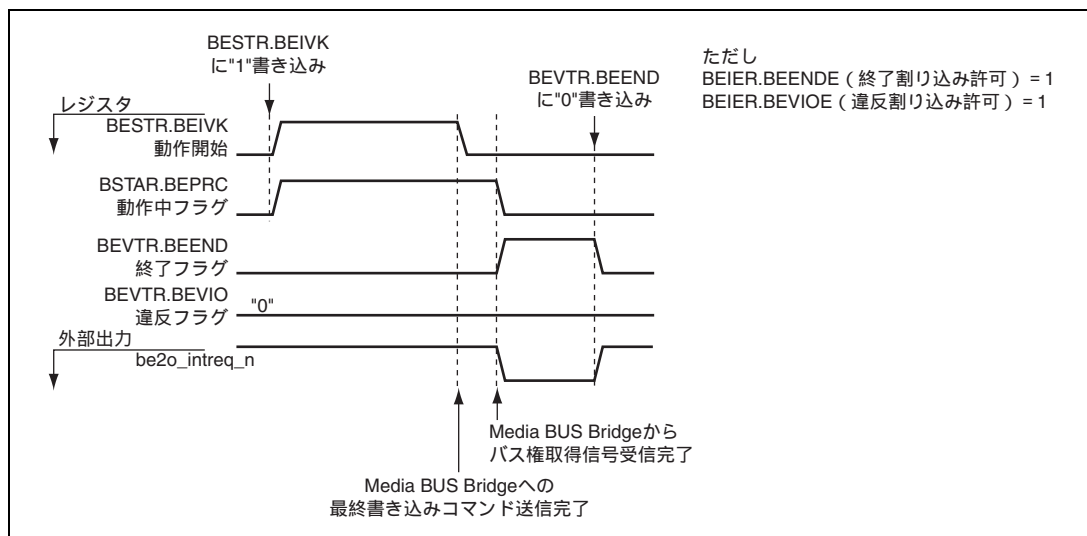 BESTR.BEIVK
に"1"書き込み
BEVTR.BEEND
に"0"書き込み
ただし
BEIER.BEENDE(終了割り込み許可)= 1
BEIER.BEVIOE(違反割り込み許可)= 1
レジスタ
BESTR.BEIVK
動作開始
BSTAR.BEPRC
動作中フラグ
BEVTR.BEEND
終了フラグ
BEVTR.BEVIO
違反フラグ
"0"
外部出力
be2o_intreq_n
Media BUS Bridgeから
バス権取得信号受信完了
Media BUS Bridgeへの
最終書き込みコマンド送信完了